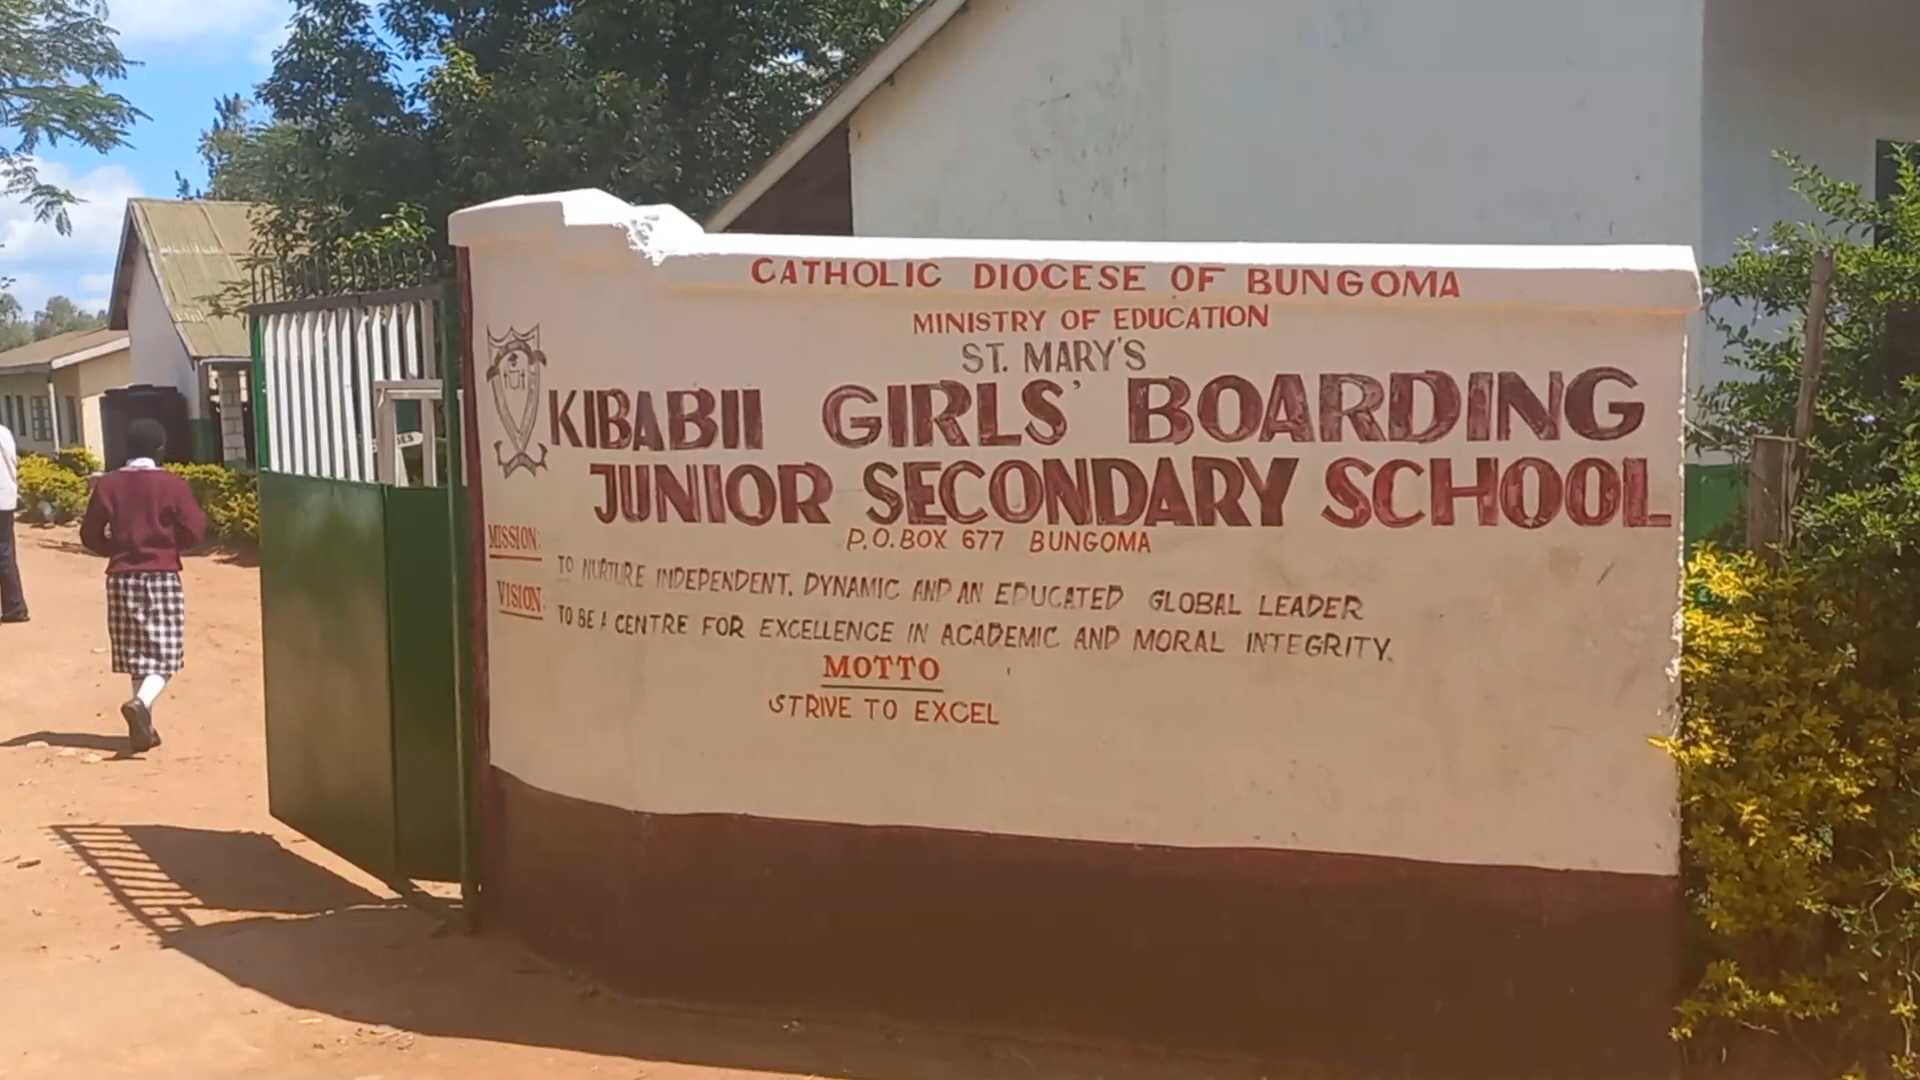 CATHOLIC DIOCESE OF BUNGOMA
MINISTRY OF EDUCATION
ST. MARY'S
KIBABII GIRLS' BOARDING
JUNIOR SECONDARY SCHOOL
P.O. BOX 677 BUNGOMA
MISSION:
TO NURTURE INDEPENDENT, DYNAMIC AND AN EDUCATED GLOBAL LEADER
VISION:
TO BE A CENTRE FOR EXCELLENCE IN ACADEMIC AND MORAL INTEGRITY.
MOTTO
STRIVE TO EXCEL